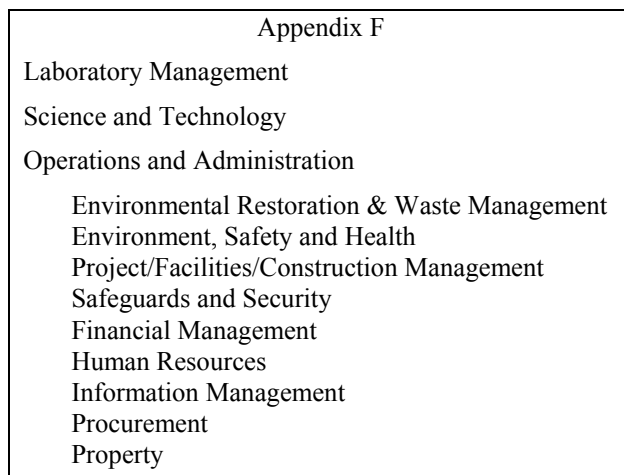 Appendix F
Laboratory Management
Science and Technology
Operations and Administration
Environmental Restoration & Waste Management
Environment, Safety and Health
Project/Facilities/Construction Management
Safeguards and Security
Financial Management
Human Resources
Information Management
Procurement
Property